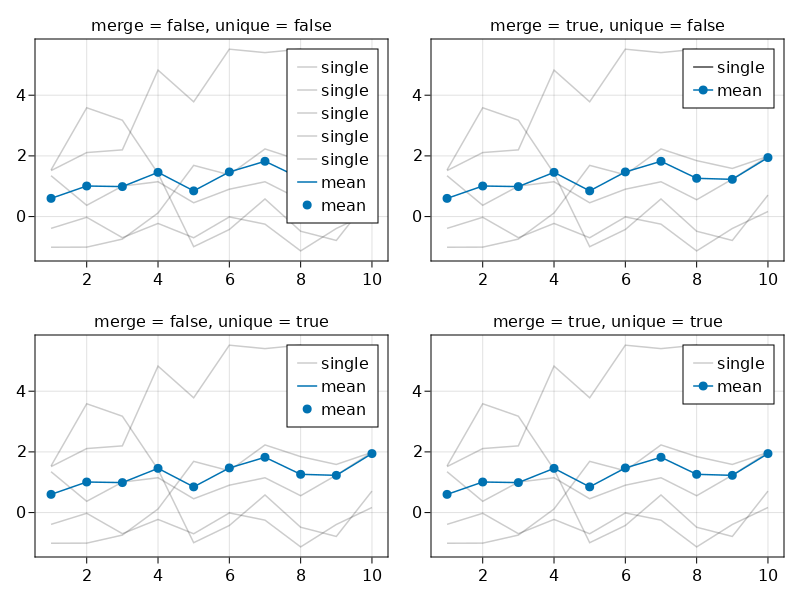 merge = false, unique = false
single
single
single
single
single
mean
mean
4
2
0
2 4 6 8 10
merge = true, unique = false
single
mean
4
2
0
2 4 6 8 10
merge = false, unique = true
single
mean
mean
4
2
0
2 4 6 8 10
merge = true, unique = true
single
mean
4
2
0
2 4 6 8 10